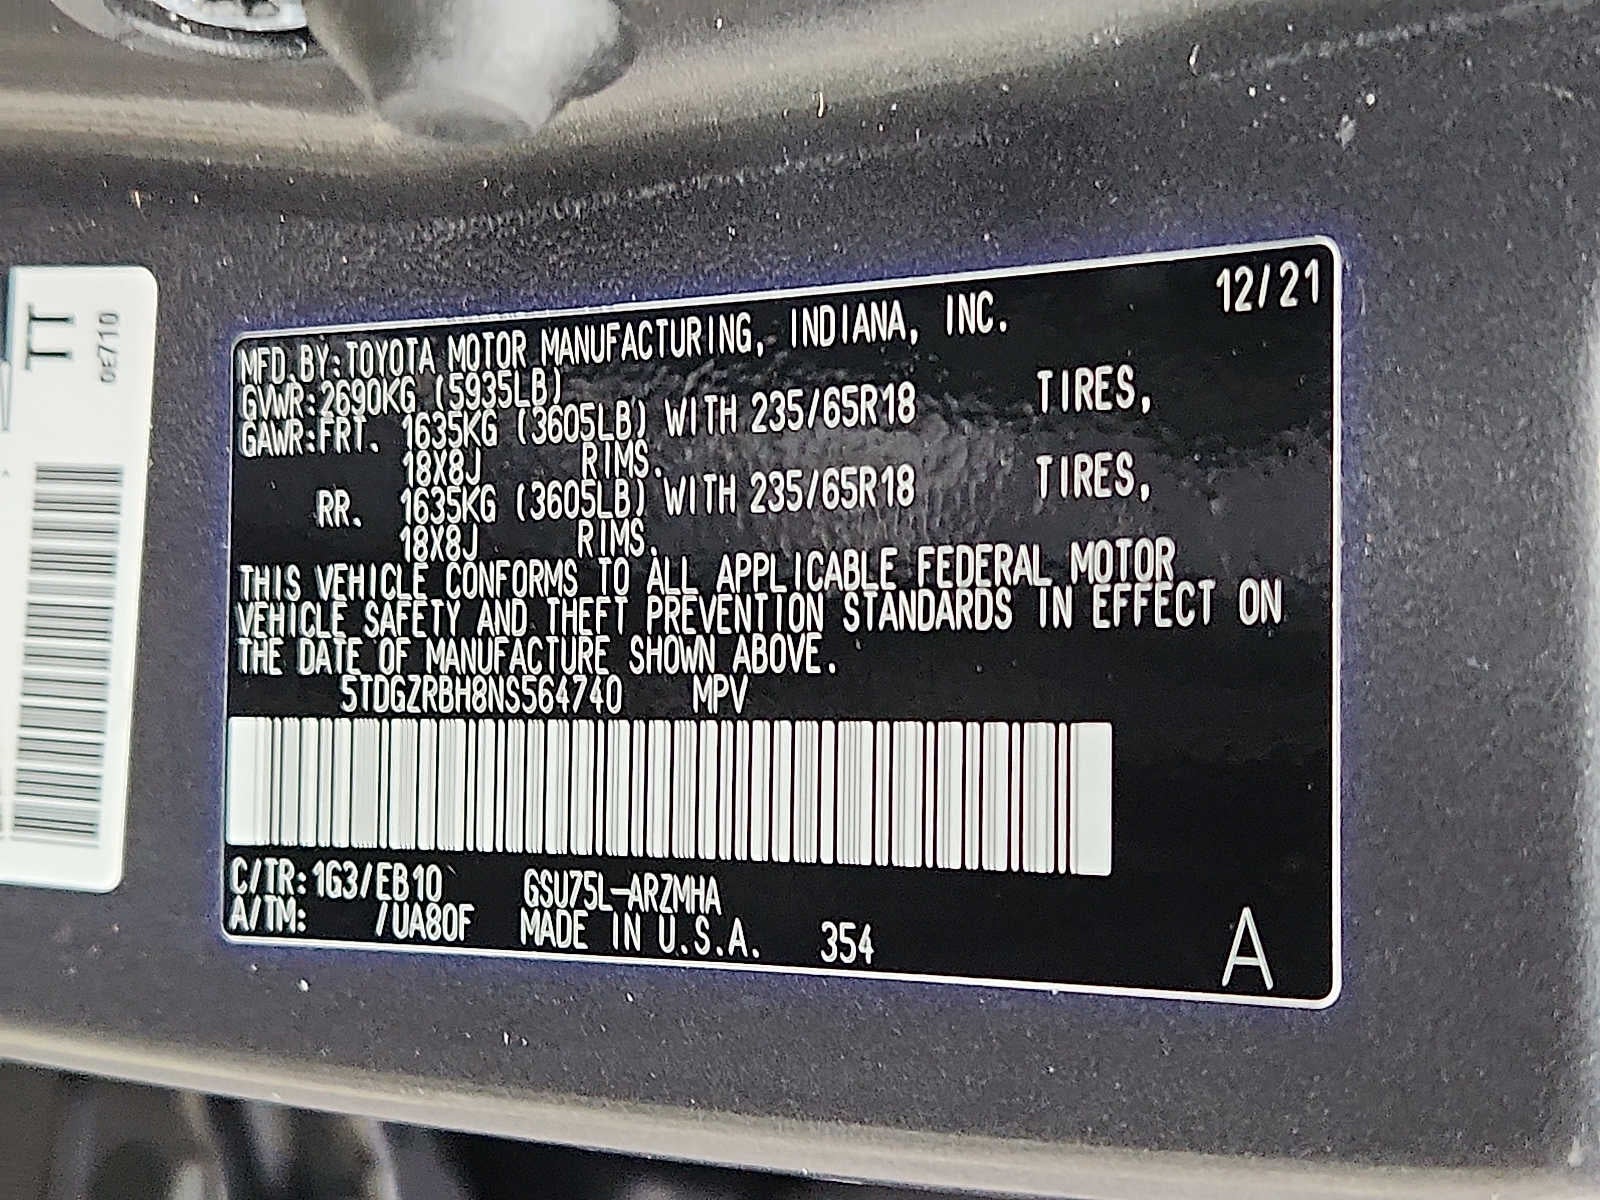 TT
0E710
12/21
MFD.BY:TOYOTA MOTOR MANUFACTURING, INDIANA, INC.
GVWR:2690KG (5935LB)
GAWR:FRT. 1635KG (3605LB) WITH 235/65R18 TIRES,
18X8J RIMS.
RR. 1635KG (3605LB) WITH 235/65R18 TIRES,
18X8J RIMS.
THIS VEHICLE CONFORMS TO ALL APPLICABLE FEDERAL MOTOR
VEHICLE SAFETY AND THEFT PREVENTION STANDARDS IN EFFECT ON
THE DATE OF MANUFACTURE SHOWN ABOVE.
5TDGZRBH8NS564740 MPV
C/TR:1G3/EB10 GSU75L-ARZMHA
A/TM: /UA80F MADE IN U.S.A. 354
A